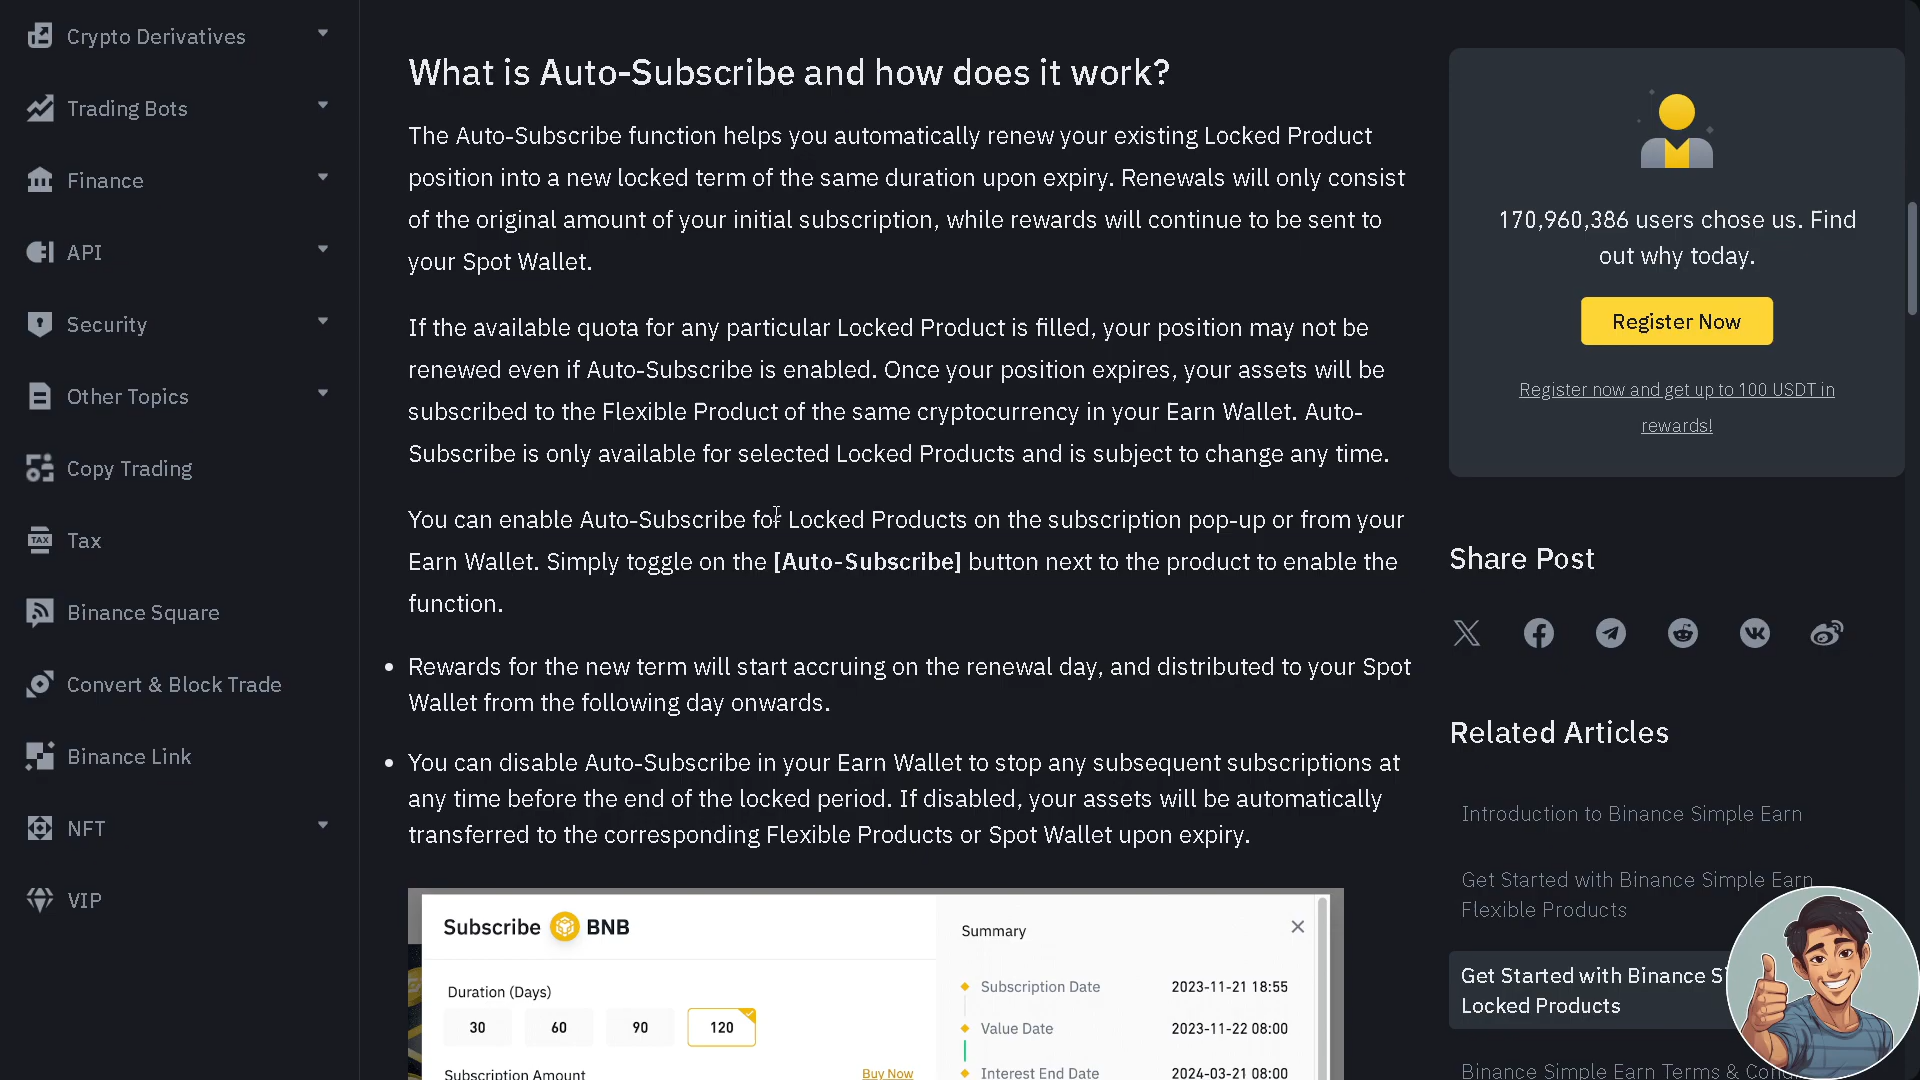 Crypto Derivatives
Trading Bots
Finance
API
Security
Other Topics
Copy Trading
TAX
Tax
Binance Square
Convert & Block Trade
Binance Link
NFT
VIP
What is Auto-Subscribe and how does it work?
The Auto-Subscribe function helps you automatically renew your existing Locked Product
position into a new locked term of the same duration upon expiry. Renewals will only consist
of the original amount of your initial subscription, while rewards will continue to be sent to
your Spot Wallet.
If the available quota for any particular Locked Product is filled, your position may not be
renewed even if Auto-Subscribe is enabled. Once your position expires, your assets will be
subscribed to the Flexible Product of the same cryptocurrency in your Earn Wallet. Auto-
Subscribe is only available for selected Locked Products and is subject to change any time.
You can enable Auto-Subscribe for Locked Products on the subscription pop-up or from your
Earn Wallet. Simply toggle on the [Auto-Subscribe] button next to the product to enable the
function.
Rewards for the new term will start accruing on the renewal day, and distributed to your Spot
Wallet from the following day onwards.
You can disable Auto-Subscribe in your Earn Wallet to stop any subsequent subscriptions at
any time before the end of the locked period. If disabled, your assets will be automatically
transferred to the corresponding Flexible Products or Spot Wallet upon expiry.
Subscribe BNB
Duration (Days)
30 60 90 120
Subscription Amount Buy Now
Summary
Subscription Date 2023-11-21 18:55
Value Date 2023-11-22 08:00
Interest End Date 2024-03-21 08:00
170,960,386 users chose us. Find
out why today.
Register Now
Register now and get up to 100 USDT in
rewards!
Share Post
Related Articles
Introduction to Binance Simple Earn
Get Started with Binance Simple Earn
Flexible Products
Get Started with Binance
Locked Products
Binance Simple Earn Terms &